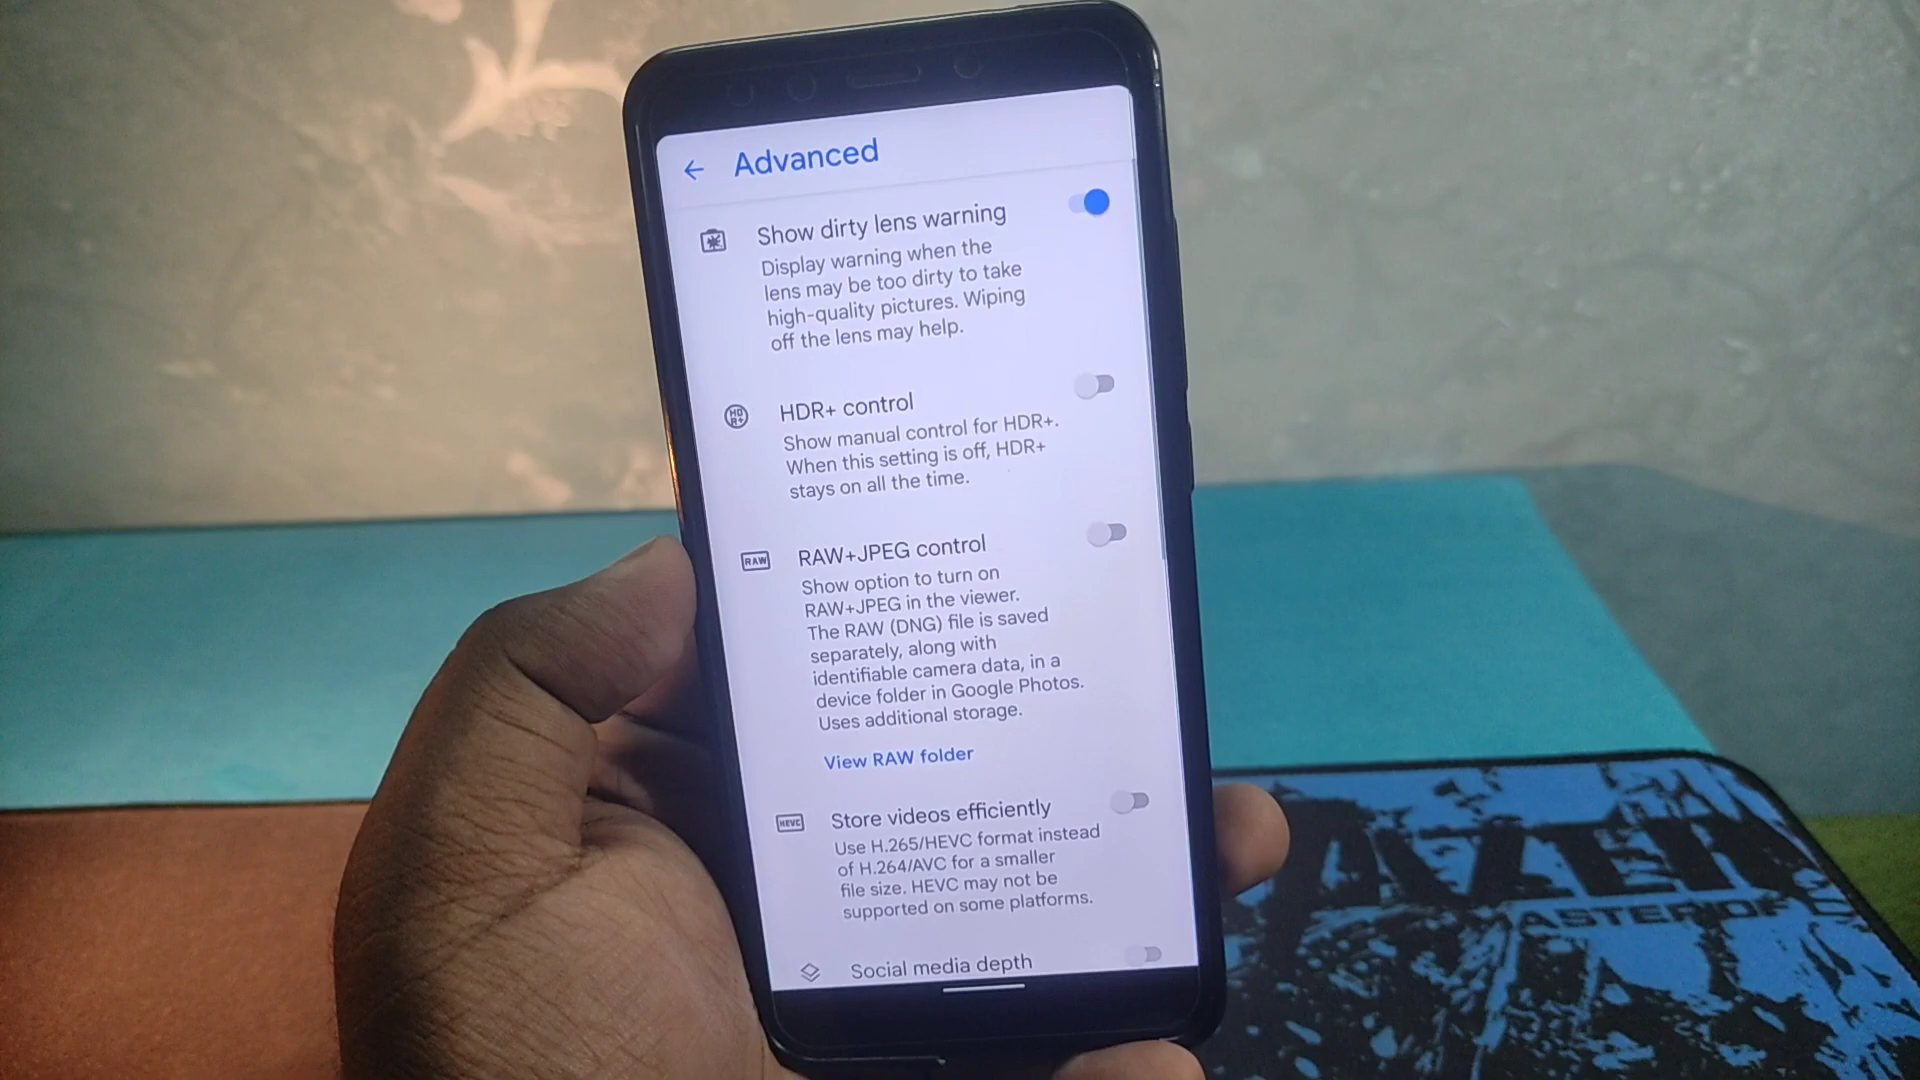 Advanced
Show dirty lens warning
Display warning when the
lens may be too dirty to take
high-quality pictures. Wiping
off the lens may help.
HD
R+
HDR+ control
Show manual control for HDR+.
When this setting is off, HDR+
stays on all the time.
RAW
RAW+JPEG control
Show option to turn on
RAW+JPEG in the viewer.
The RAW (DNG) file is saved
separately, along with
identifiable camera data, in a
device folder in Google Photos.
Uses additional storage.
View RAW folder
HEVC
Store videos efficiently
Use H.265/HEVC format instead
of H.264/AVC for a smaller
file size. HEVC may not be
supported on some platforms.
Social media depth
MASTER OF